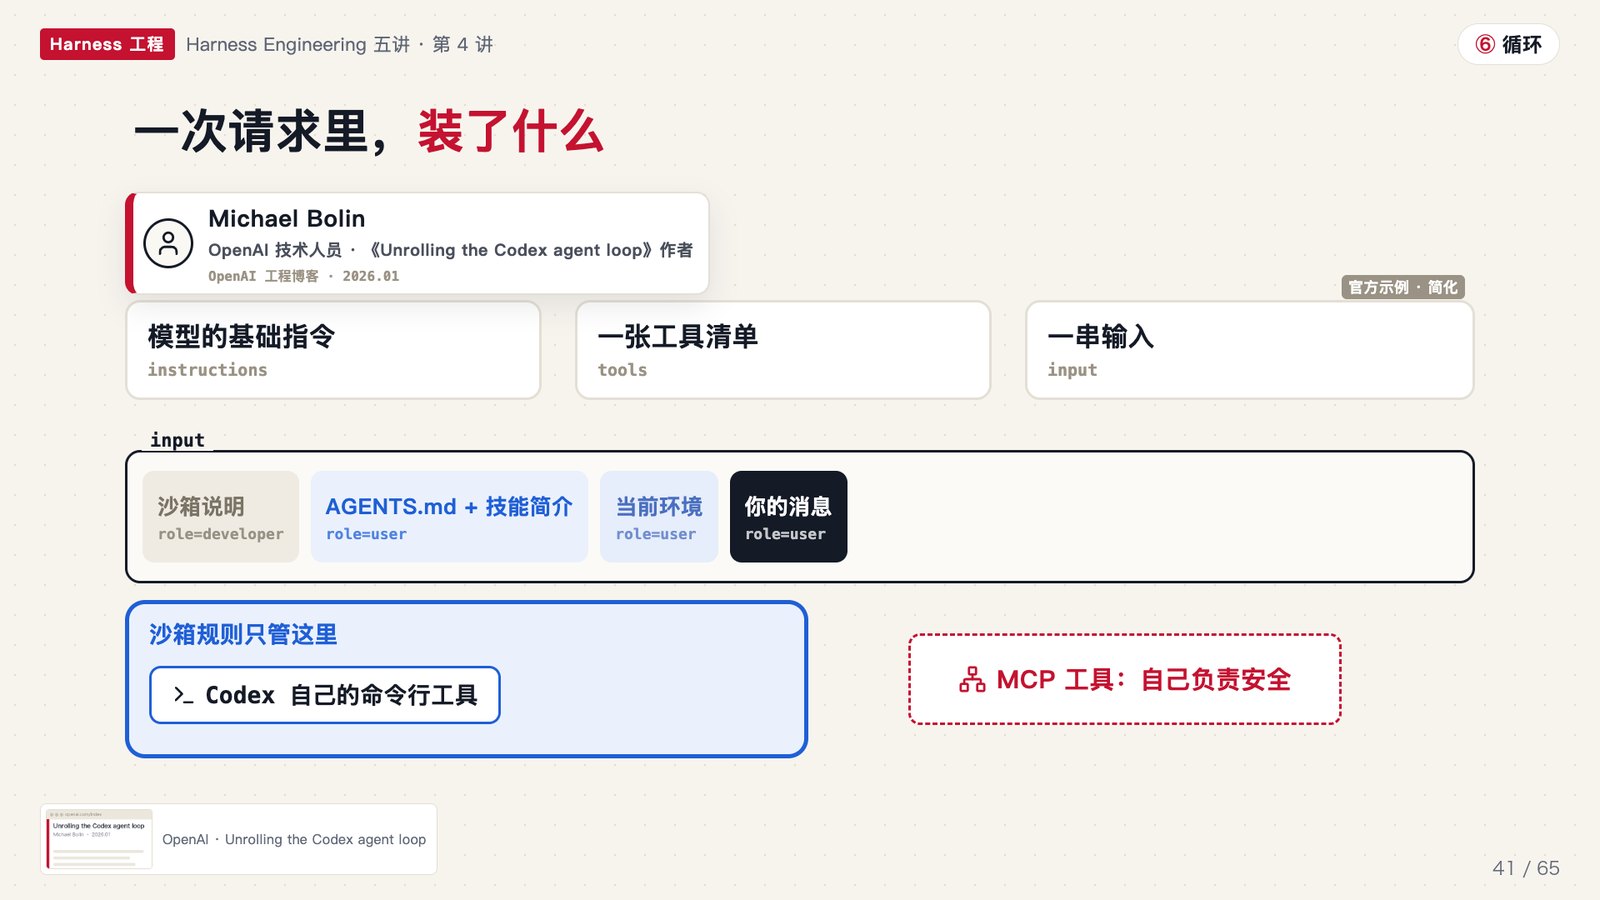 Harness 工程
Harness Engineering 五讲 · 第 4 讲
⑥ 循环
一次请求里，装了什么
Michael Bolin
OpenAI 技术人员 · 《Unrolling the Codex agent loop》作者
OpenAI 工程博客 · 2026.01
官方示例 · 简化
模型的基础指令
instructions
一张工具清单
tools
一串输入
input
input
沙箱说明
role=developer
AGENTS.md + 技能简介
role=user
当前环境
role=user
你的消息
role=user
沙箱规则只管这里
>_ Codex 自己的命令行工具
MCP 工具：自己负责安全
Unrolling the Codex agent loop
Michael Bolin · 2026.01
OpenAI · Unrolling the Codex agent loop
41 / 65